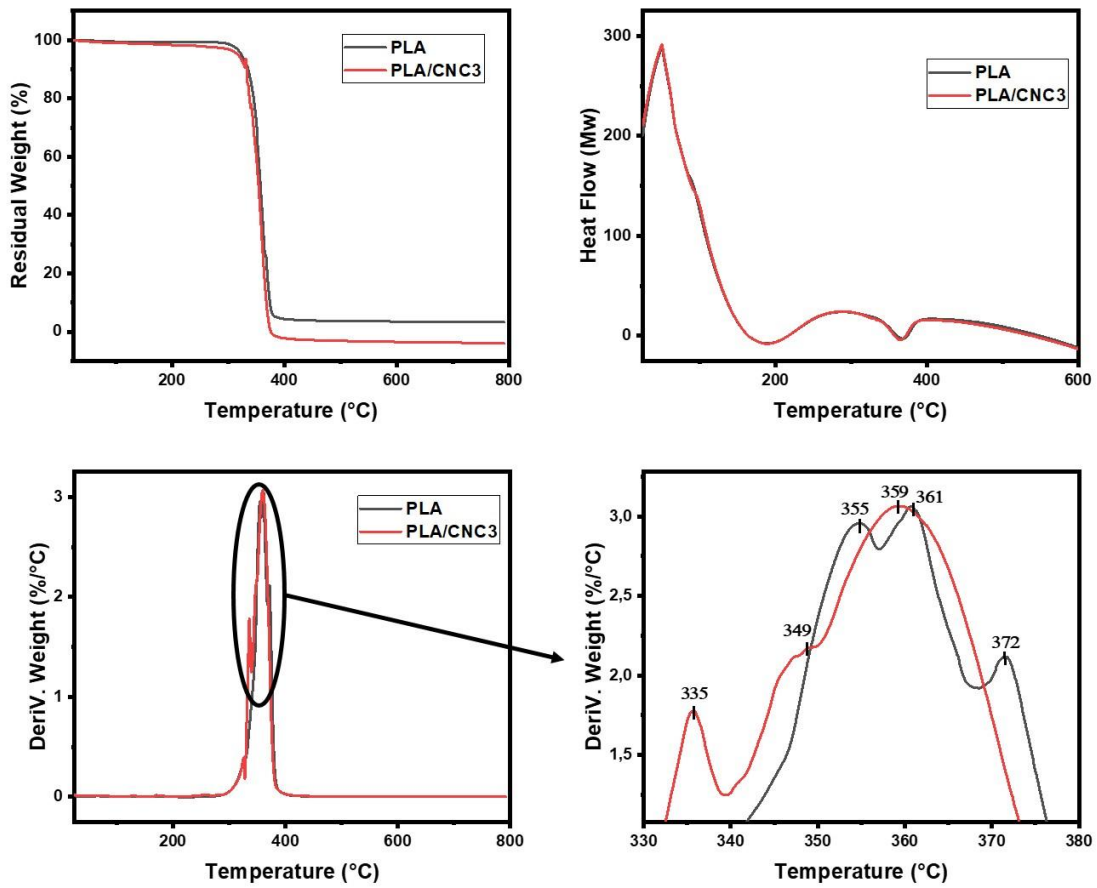 100
80
60
40
20
0
Residual Weight (%)
PLA
PLA/CNC3
200
400
600
800
Temperature (°C)
300
200
100
0
Heat Flow (Mw)
PLA
PLA/CNC3
200
400
600
Temperature (°C)
3
2
1
0
DeriV. Weight (%/°C)
PLA
PLA/CNC3
200
400
600
800
Temperature (°C)
3,0
2,5
2,0
1,5
DeriV. Weight (%/°C)
335
349
355
359
361
372
330
340
350
360
370
380
Temperature (°C)